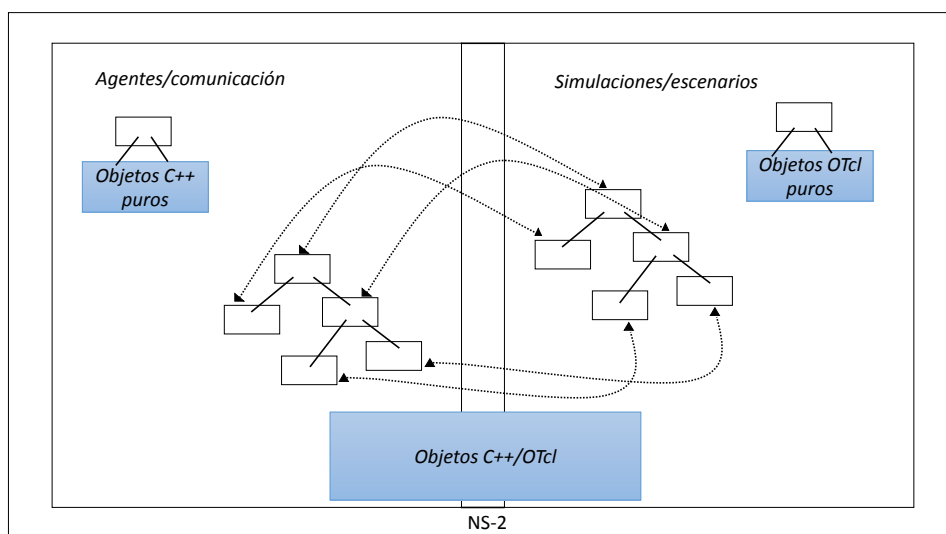 Agentes/comunicación
Simulaciones/escenarios
Objetos C++
puros
Objetos OTcl
puros
Objetos C++/OTcl
NS-2